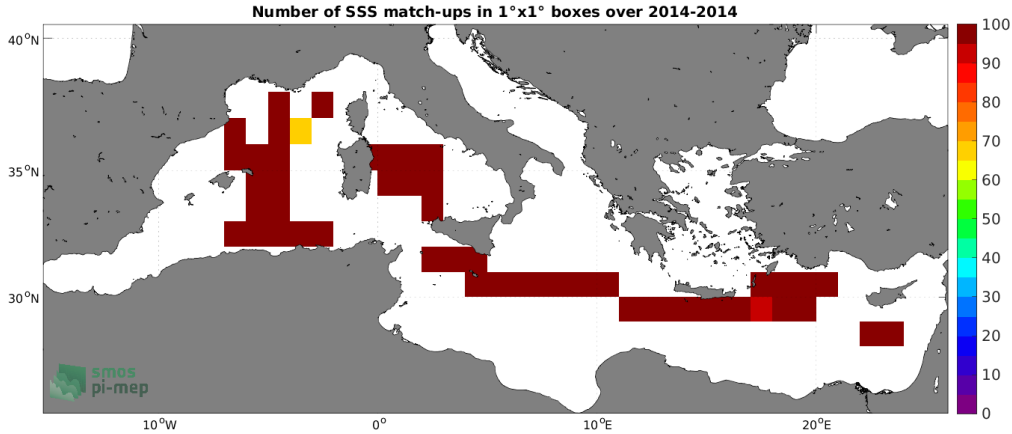 Number of SSS match-ups in 1°x1° boxes over 2014-2014
40°N
35°N
30°N
10°W
0°
10°E
20°E
100
90
80
70
60
50
40
30
20
10
0
smos
pi-mep